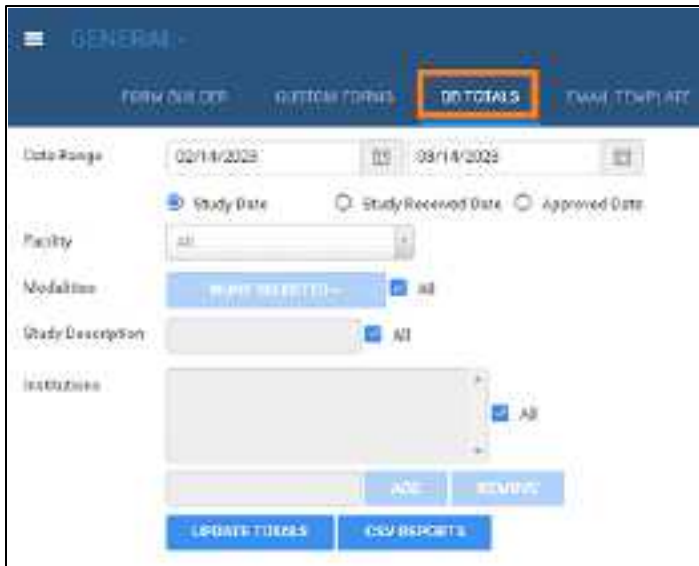 GENERAL
FORM BUILDER CUSTOM FORMS DB TOTALS EMAIL TEMPLATE
Date Range 02/14/2023 03/14/2023
Study Date Study Received Date Approved Date
Facility All
Modalities NONE SELECTED All
Study Description All
Institutions
All
ADD REMOVE
UPDATE TOTALS CSV REPORTS